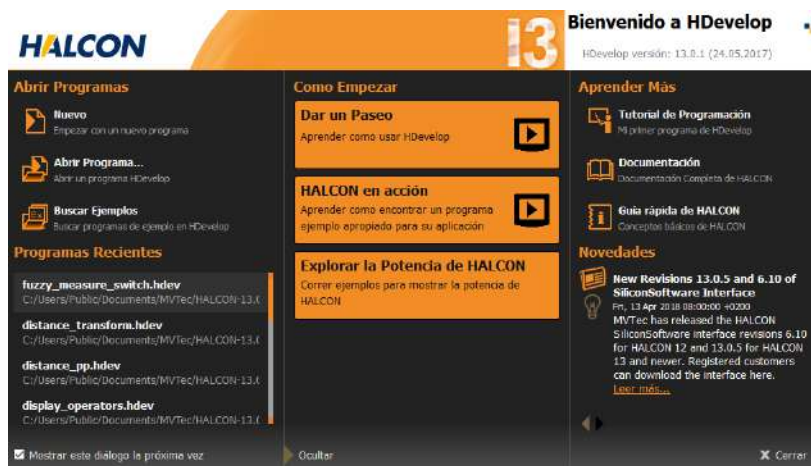 HALCON
13
Bienvenido a HDevelop
HDevelop versión: 13.0.1 (24.05.2017)
Abrir Programas
Nuevo
Empezar con un nuevo programa
Abrir Programa...
Abrir un programa HDevelop
Buscar Ejemplos
Buscar programas de ejemplo en HDevelop
Programas Recientes
fuzzy_measure_switch.hdev
C:/Users/Public/Documents/MVTec/HALCON-13.0
distance_transform.hdev
C:/Users/Public/Documents/MVTec/HALCON-13.0
distance_pp.hdev
C:/Users/Public/Documents/MVTec/HALCON-13.0
display_operators.hdev
C:/Users/Public/Documents/MVTec/HALCON-13.0
Mostrar este diálogo la próxima vez
Como Empezar
Dar un Paseo
Aprender como usar HDevelop
HALCON en acción
Aprender como encontrar un programa
ejemplo apropiado para su aplicación
Explorar la Potencia de HALCON
Correr ejemplos para mostrar la potencia de
HALCON
Ocultar
Aprender Más
Tutorial de Programación
Mi primer programa de HDevelop
Documentación
Documentación Completa de HALCON
Guía rápida de HALCON
Conceptos básicos de HALCON
Novedades
New Revisions 13.0.5 and 6.10 of
SiliconSoftware Interface
Fri, 13 Apr 2018 08:00:00 +0200
MVTec has released the HALCON
SiliconSoftware interface revisions 6.10
for HALCON 12 and 13.0.5 for HALCON
13 and newer. Registered customers
can download the interface here.
Leer más...
Cerrar